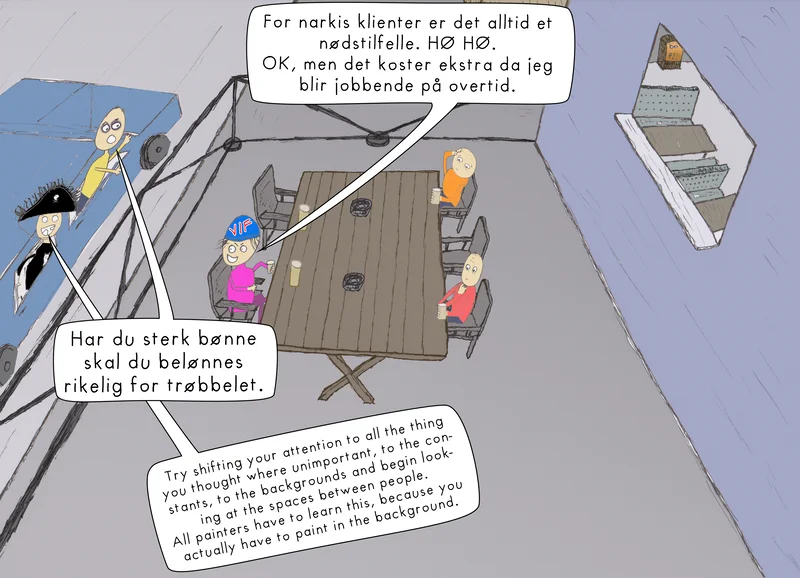 For narkis klienter er det alltid et
nødstilfelle. HØ HØ.
OK, men det koster ekstra da jeg
blir jobbende på overtid.
VIP
Har du sterk bønne
skal du belønnes
rikelig for trøbbelet.
Try shifting your attention to all the thing
you thought where unimportant, to the con-
stants, to the backgrounds and begin look-
ing at the spaces between people.
All painters have to learn this, because you
actually have to paint in the background.